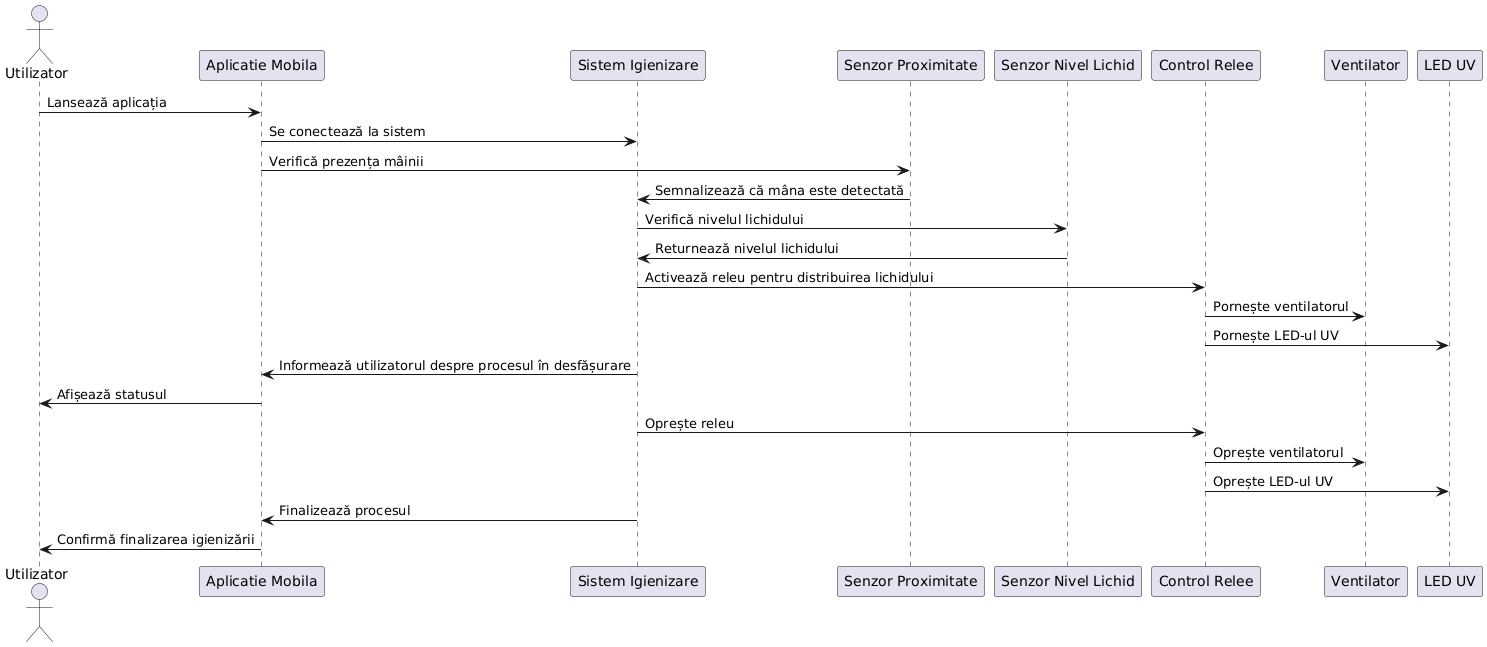 Utilizator
Aplicatie Mobila
Sistem Igienizare
Senzor Proximitate
Senzor Nivel Lichid
Control Relee
Ventilator
LED UV
Lansează aplicația
Se conectează la sistem
Verifică prezența mâinii
Semnalizează că mâna este detectată
Verifică nivelul lichidului
Returnează nivelul lichidului
Activează releu pentru distribuirea lichidului
Pornește ventilatorul
Pornește LED-ul UV
Informează utilizatorul despre procesul în desfășurare
Afișează statusul
Oprește releu
Oprește ventilatorul
Oprește LED-ul UV
Finalizează procesul
Confirmă finalizarea igienizării
Utilizator
Aplicatie Mobila
Sistem Igienizare
Senzor Proximitate
Senzor Nivel Lichid
Control Relee
Ventilator
LED UV